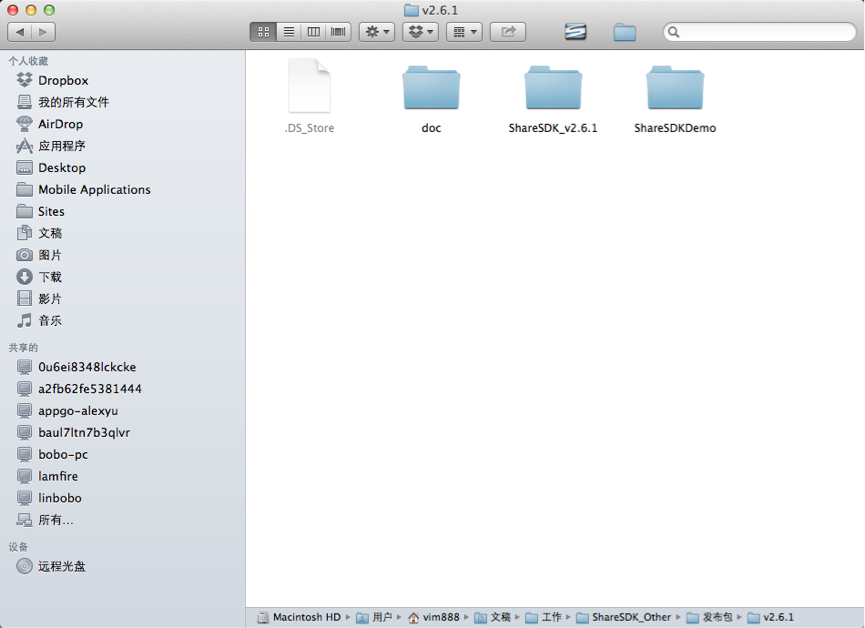 v2.6.1
个人收藏
Dropbox
我的所有文件
AirDrop
应用程序
Desktop
Mobile Applications
Sites
文稿
图片
下载
影片
音乐
共享的
0u6ei8348lckcke
a2fb62fe5381444
appgo-alexyu
baul7ltn7b3qlvr
bobo-pc
lamfire
linbobo
所有...
设备
远程光盘
.DS_Store
doc
ShareSDK_v2.6.1
ShareSDKDemo
Macintosh HD 用户 vim888 文稿 工作 ShareSDK_Other 发布包 v2.6.1